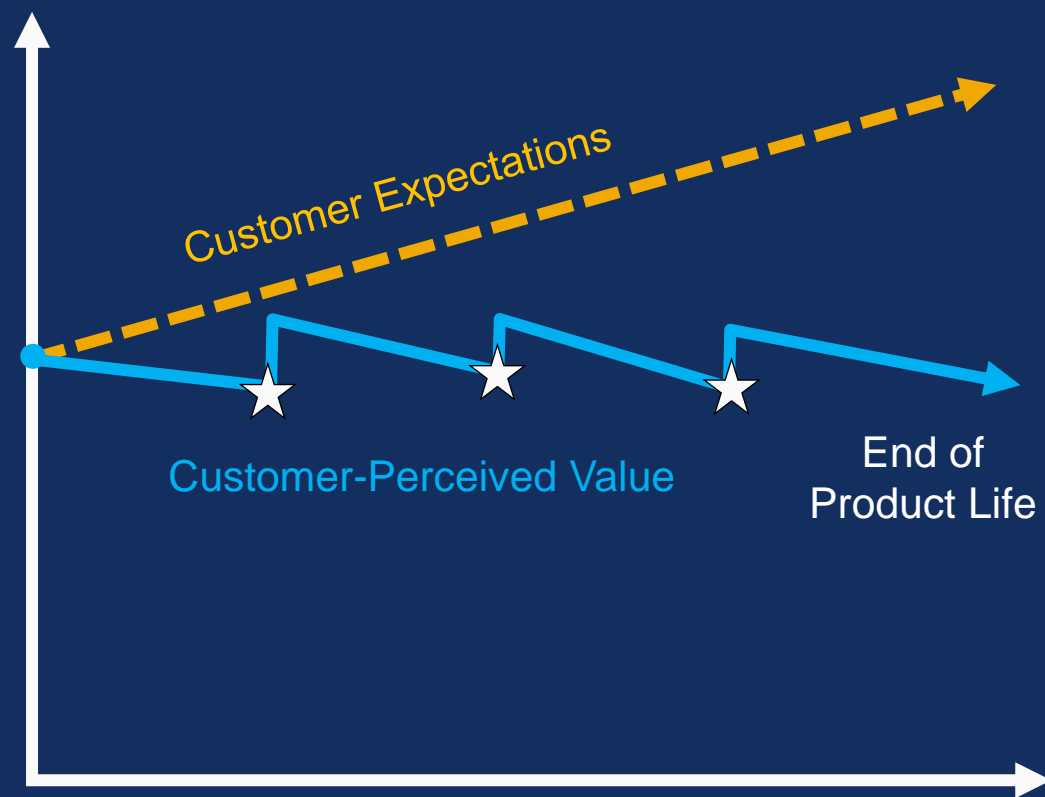 Customer Expectations
Customer-Perceived Value
End of
Product Life